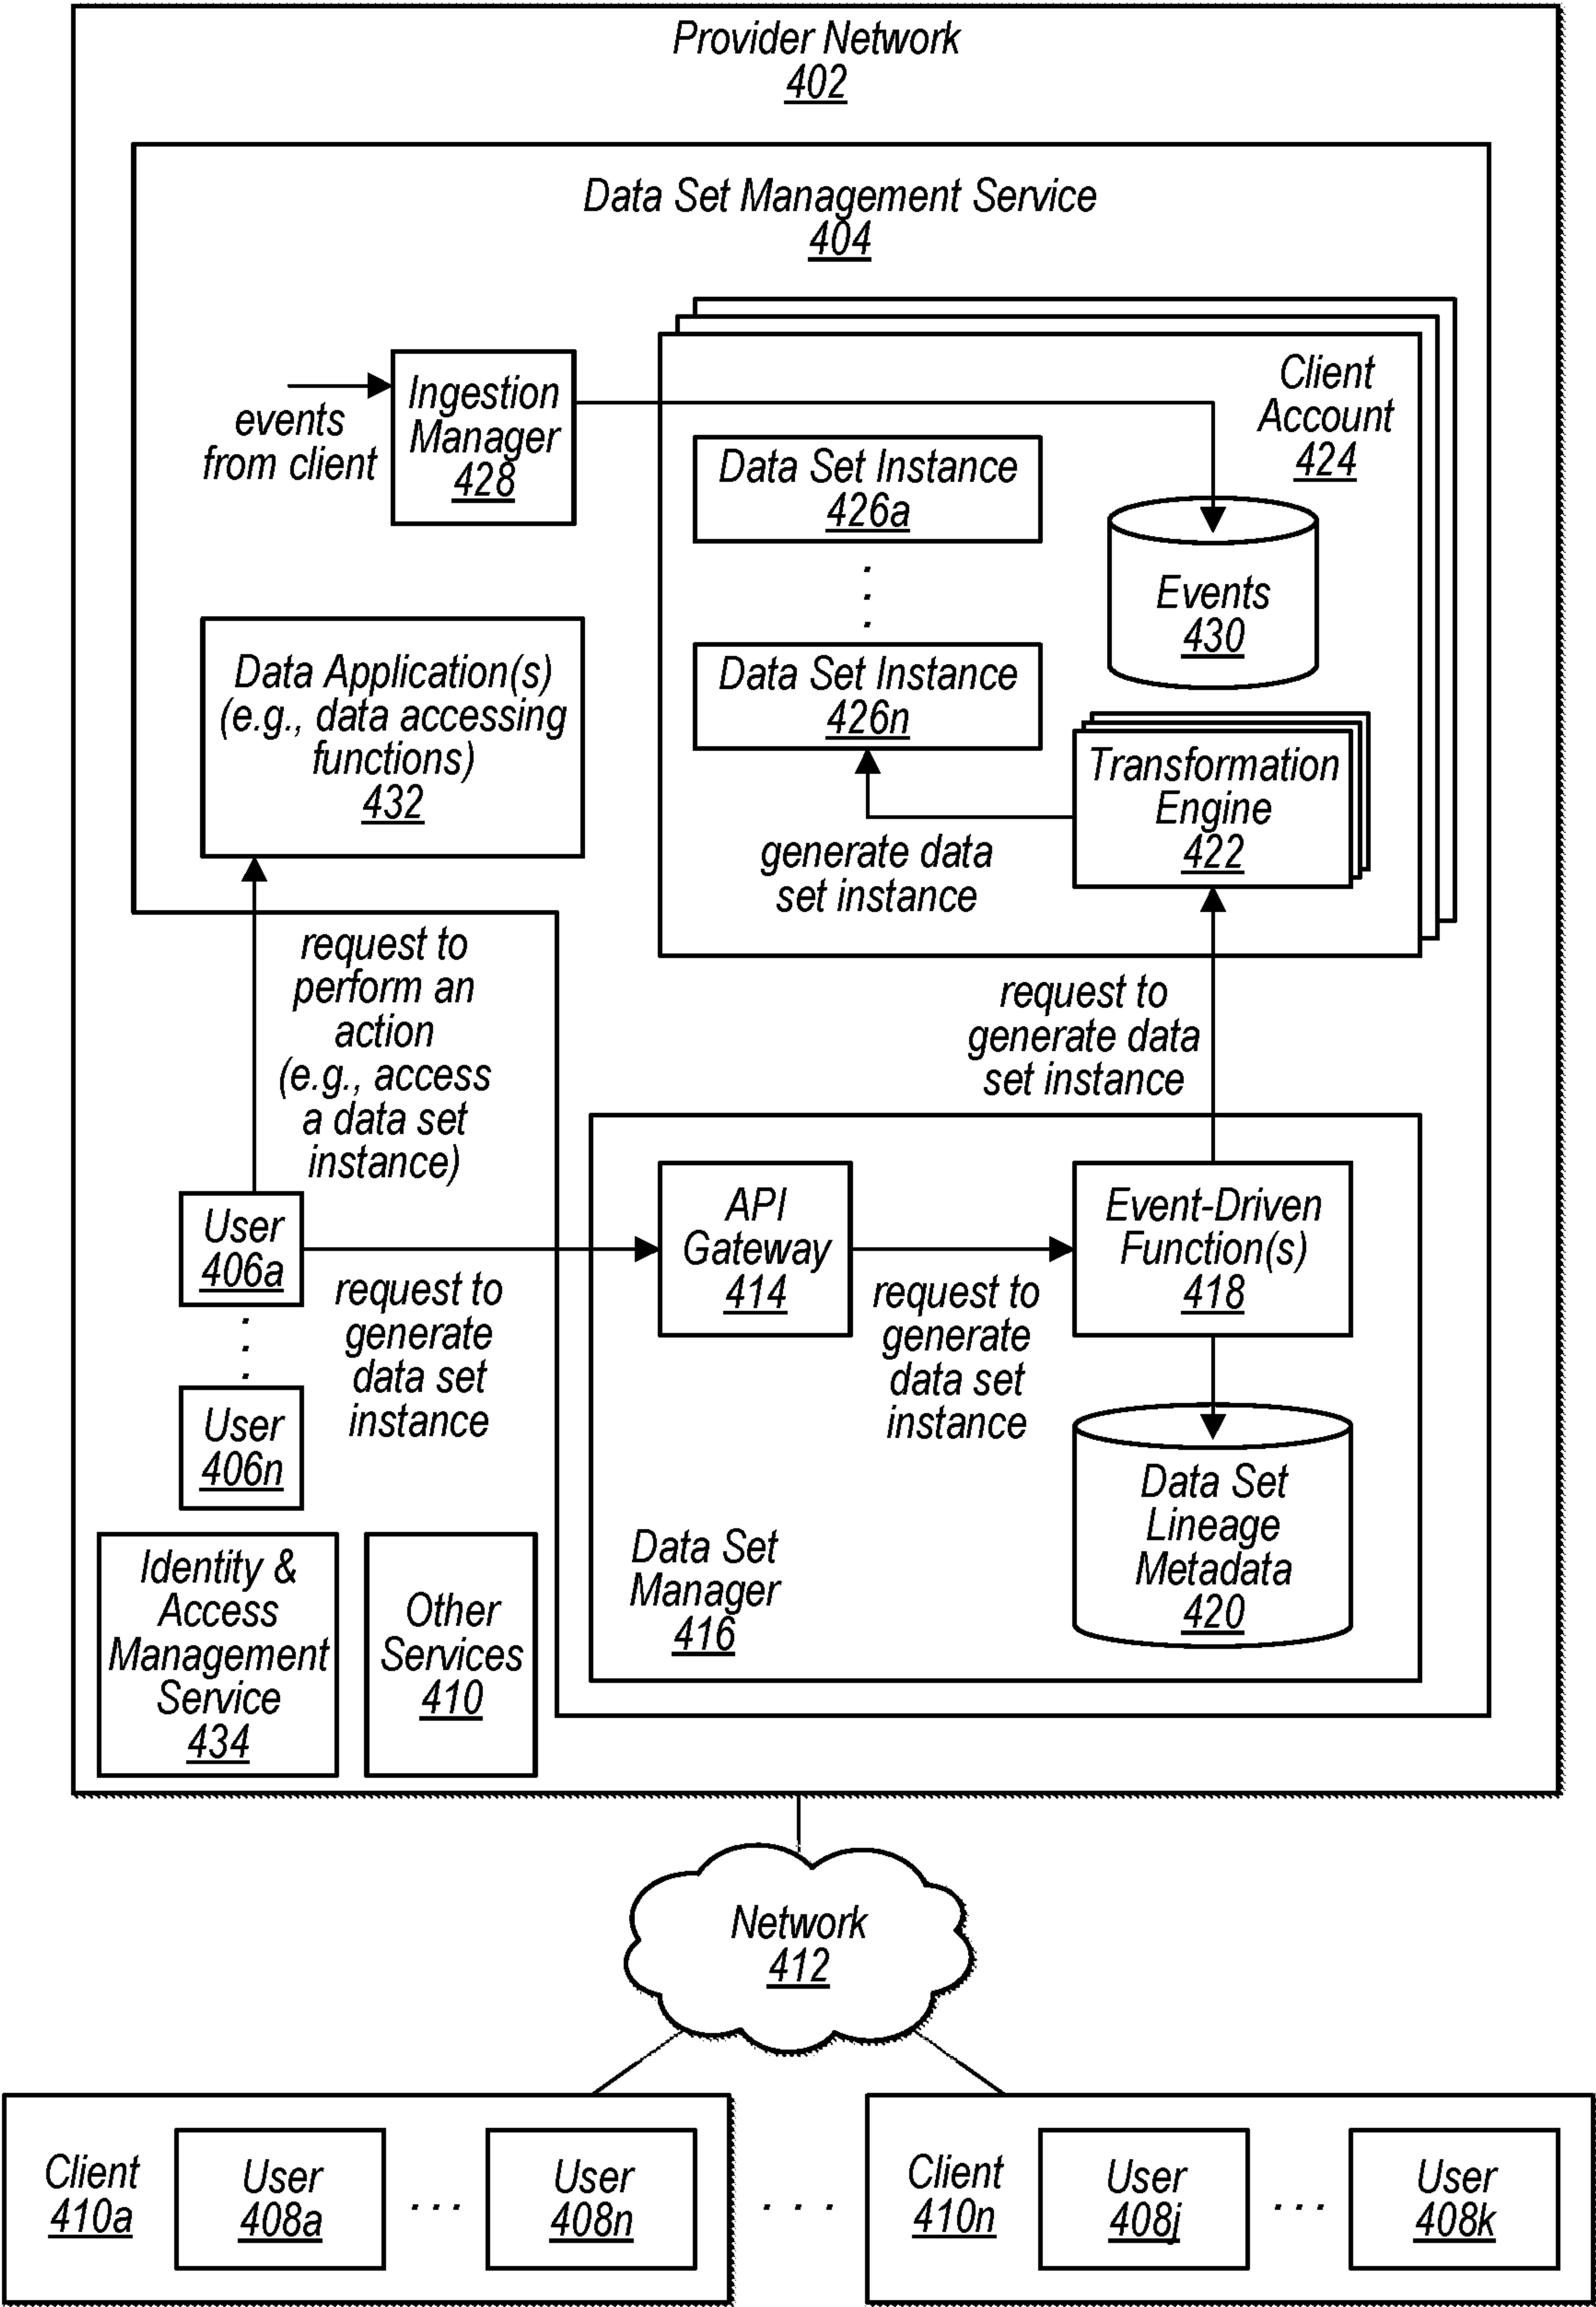 Provider Network
402
Data Set Management Service
404
events
from client
Ingestion
Manager
428
Client
Account
424
Data Set Instance
426a
.
.
.
Data Set Instance
426n
Events
430
Data Application(s)
(e.g., data accessing
functions)
432
Transformation
Engine
422
generate data
set instance
request to
perform an
action
(e.g., access
a data set
instance)
request to
generate data
set instance
User
406a
.
.
.
User
406n
request to
generate
data set
instance
API
Gateway
414
request to
generate
data set
instance
Event-Driven
Function(s)
418
Data Set
Lineage
Metadata
420
Data Set
Manager
416
Identity &
Access
Management
Service
434
Other
Services
410
Network
412
Client
410a
User
408a
. . .
User
408n
. . .
Client
410n
User
408j
. . .
User
408k